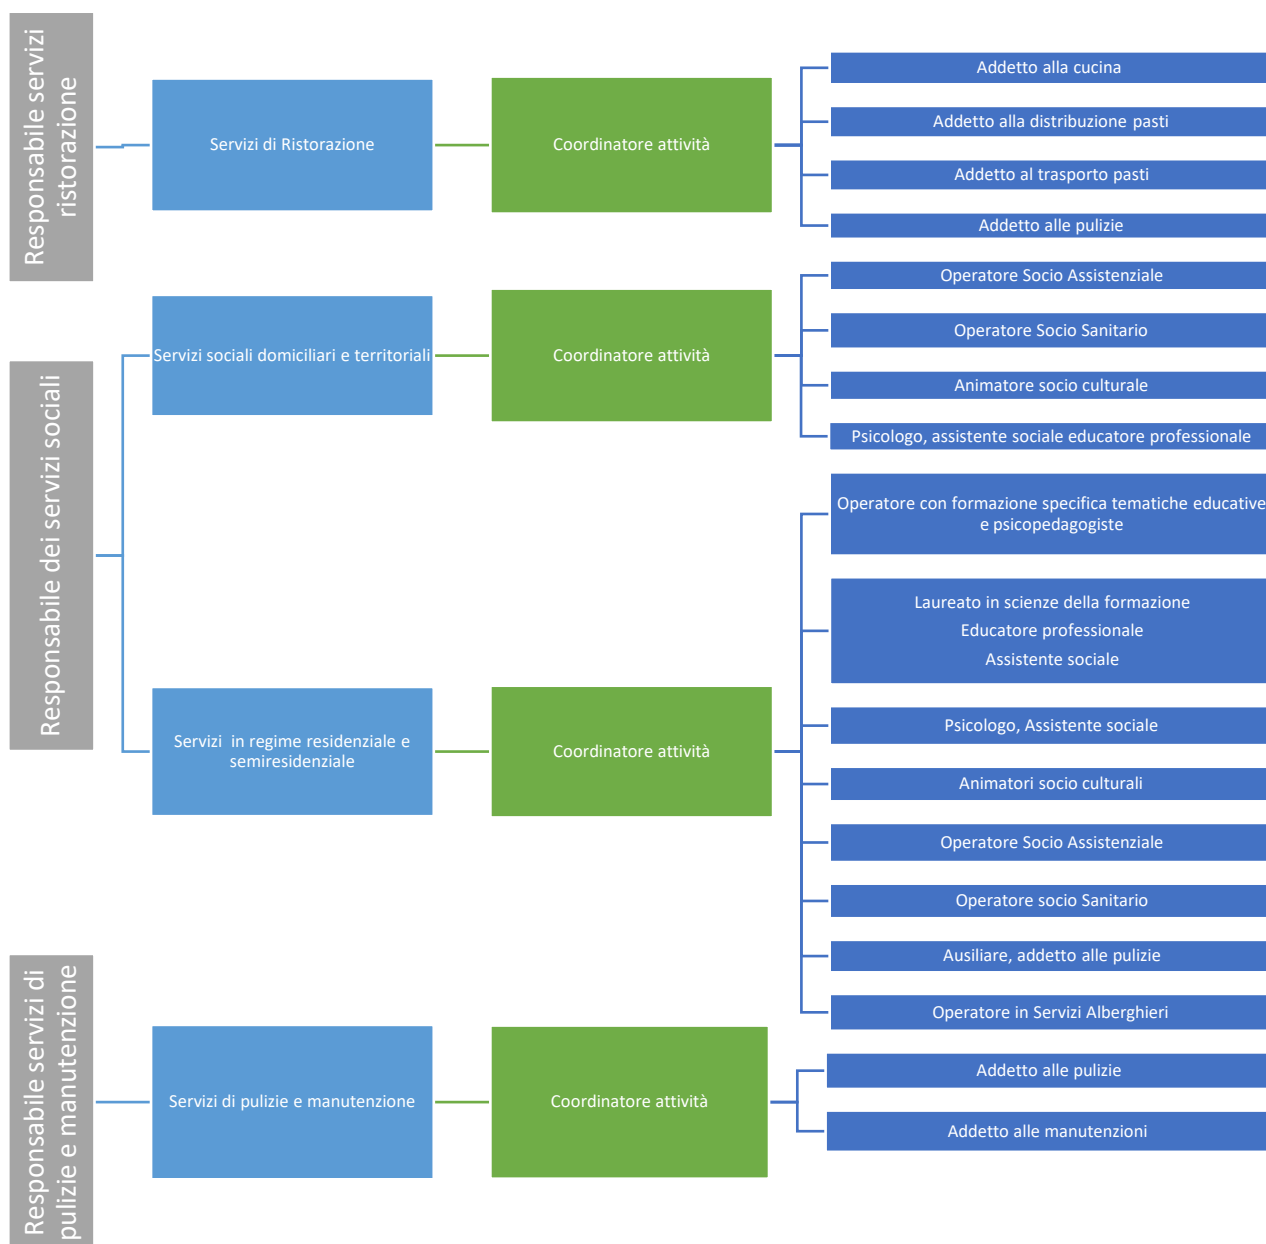 Responsabile servizi
ristorazione
Servizi di Ristorazione
Coordinatore attività
Addetto alla cucina
Addetto alla distribuzione pasti
Addetto al trasporto pasti
Addetto alle pulizie
Responsabile dei servizi sociali
Servizi sociali domiciliari e territoriali
Coordinatore attività
Operatore Socio Assistenziale
Operatore Socio Sanitario
Animatore socio culturale
Psicologo, assistente sociale educatore professionale
Servizi in regime residenziale e
semiresidenziale
Coordinatore attività
Operatore con formazione specifica tematiche educative
e psicopedagogiste
Laureato in scienze della formazione
Educatore professionale
Assistente sociale
Psicologo, Assistente sociale
Animatori socio culturali
Operatore Socio Assistenziale
Operatore socio Sanitario
Ausiliare, addetto alle pulizie
Operatore in Servizi Alberghieri
Responsabile servizi di
pulizie e manutenzione
Servizi di pulizie e manutenzione
Coordinatore attività
Addetto alle pulizie
Addetto alle manutenzioni